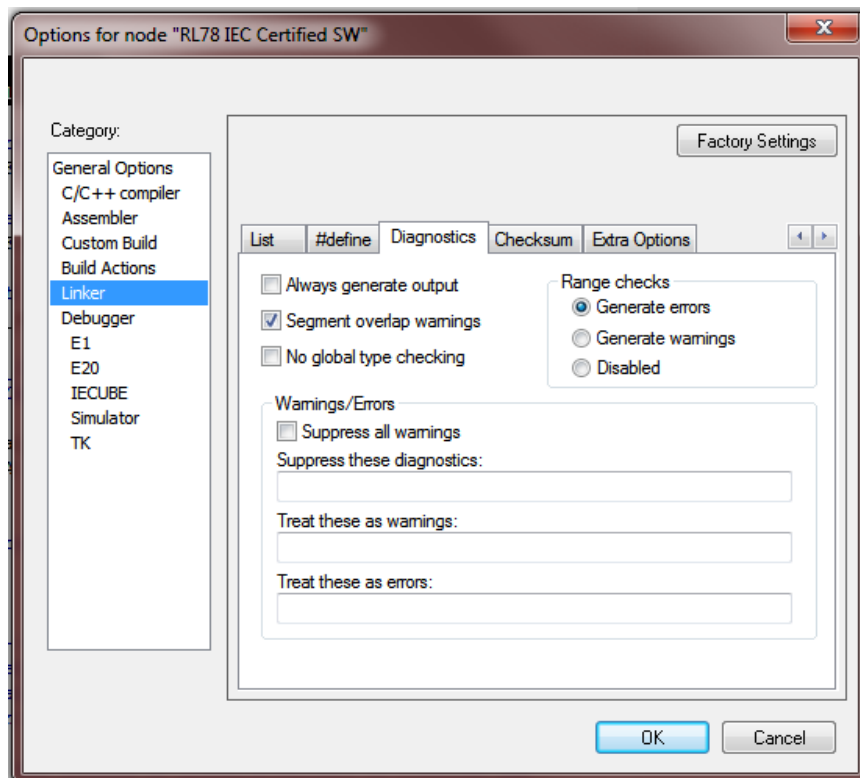 Options for node "RL78 IEC Certified SW"
Category:
General Options
C/C++ compiler
Assembler
Custom Build
Build Actions
Linker
Debugger
E1
E20
IECUBE
Simulator
TK
Factory Settings
List #define Diagnostics Checksum Extra Options
Always generate output
Segment overlap warnings
No global type checking
Range checks
Generate errors
Generate warnings
Disabled
Warnings/Errors
Suppress all warnings
Suppress these diagnostics:
Treat these as warnings:
Treat these as errors:
OK Cancel